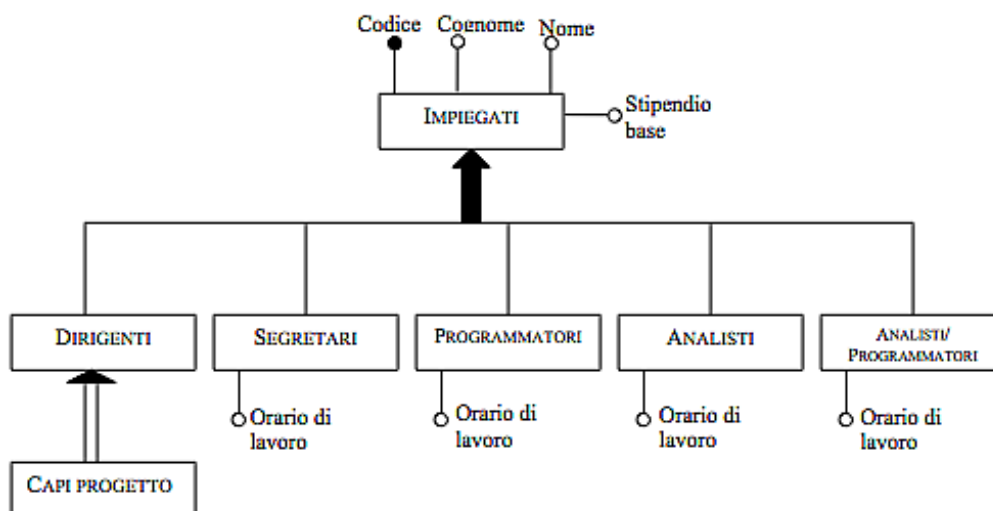 Codice Cognome Nome
IMPIEGATI
Stipendio
base
DIRIGENTI SEGRETARI PROGRAMMATORI ANALISTI ANALISTI/
PROGRAMMATORI
Orario di
lavoro
Orario di
lavoro
Orario di
lavoro
Orario di
lavoro
CAPI PROGETTO